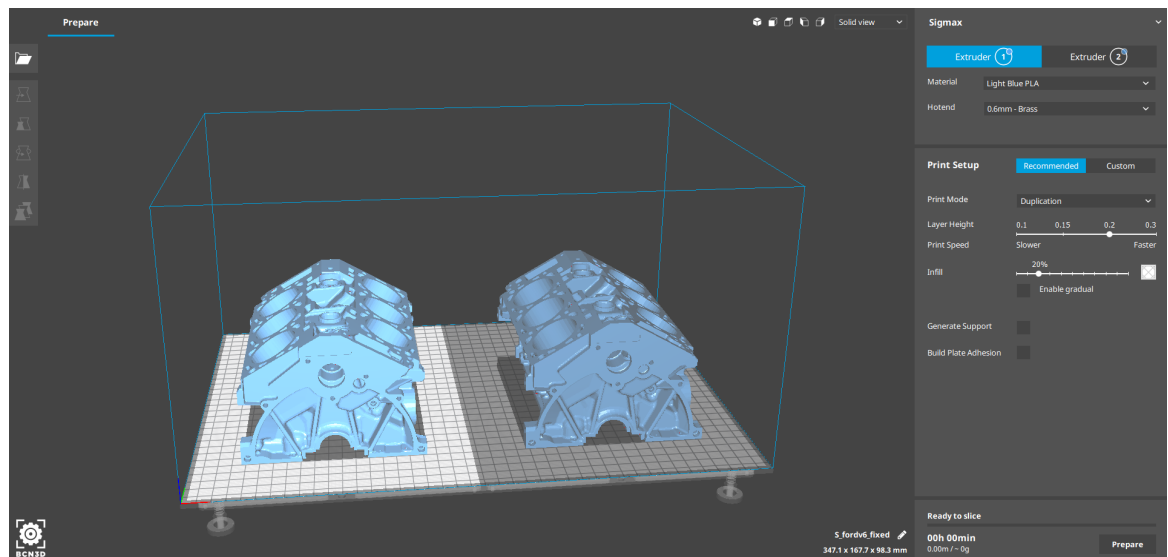 Prepare
Solid view
Sigmax
Extruder 1
Extruder 2
Material
Light Blue PLA
Hotend
0.6mm - Brass
Print Setup
Recommended
Custom
Print Mode
Duplication
Layer Height
0.1 0.15 0.2 0.3
Print Speed
Slower Faster
20%
Infill
Enable gradual
Generate Support
Build Plate Adhesion
BCN3D
S_fordv6_fixed
347.1 x 167.7 x 98.3 mm
Ready to slice
00h 00min
0.00m / ~ 0g
Prepare